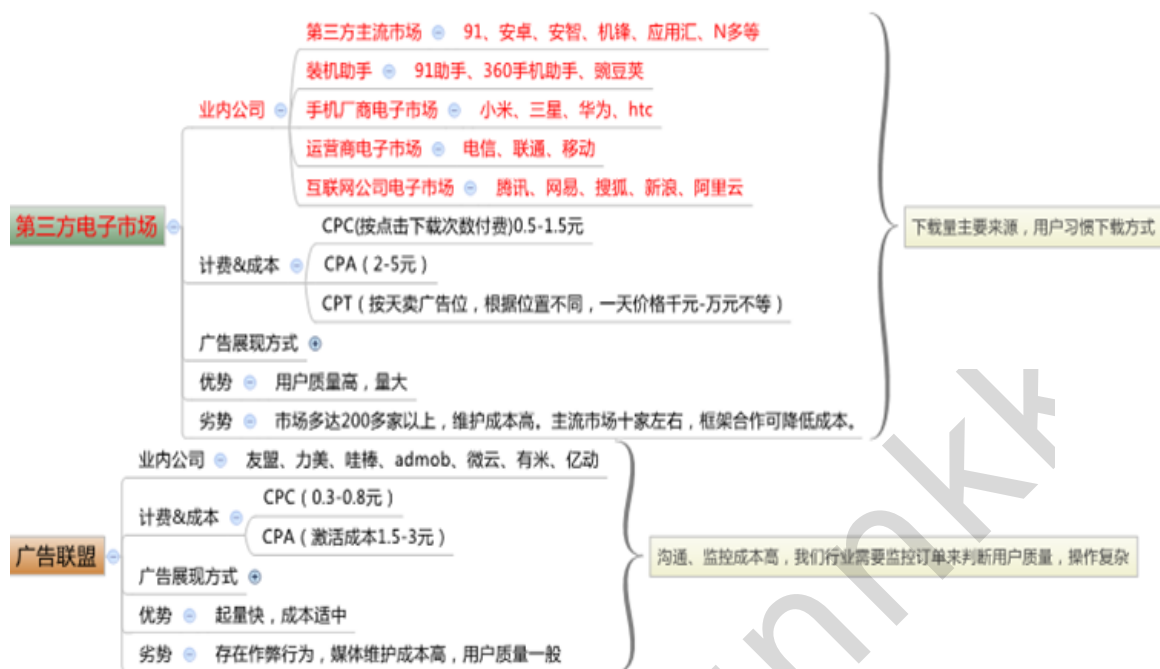 第三方主流市场 91、安卓、安智、机锋、应用汇、N多等
装机助手 91助手、360手机助手、豌豆荚
业内公司
手机厂商电子市场 小米、三星、华为、htc
运营商电子市场 电信、联通、移动
互联网公司电子市场 腾讯、网易、搜狐、新浪、阿里云
第三方电子市场
CPC(按点击下载次数付费)0.5-1.5元
下载量主要来源，用户习惯下载方式
计费&成本
CPA（2-5元）
CPT（按天卖广告位，根据位置不同，一天价格千元-万元不等）
广告展现方式
优势 用户质量高，量大
劣势 市场多达200多家以上，维护成本高。主流市场十家左右，框架合作可降低成本。
业内公司 友盟、力美、哇棒、admob、微云、有米、亿动
CPC（0.3-0.8元）
计费&成本
CPA（激活成本1.5-3元）
广告联盟
沟通、监控成本高，我们行业需要监控订单来判断用户质量，操作复杂
广告展现方式
优势 起量快，成本适中
劣势 存在作弊行为，媒体维护成本高，用户质量一般